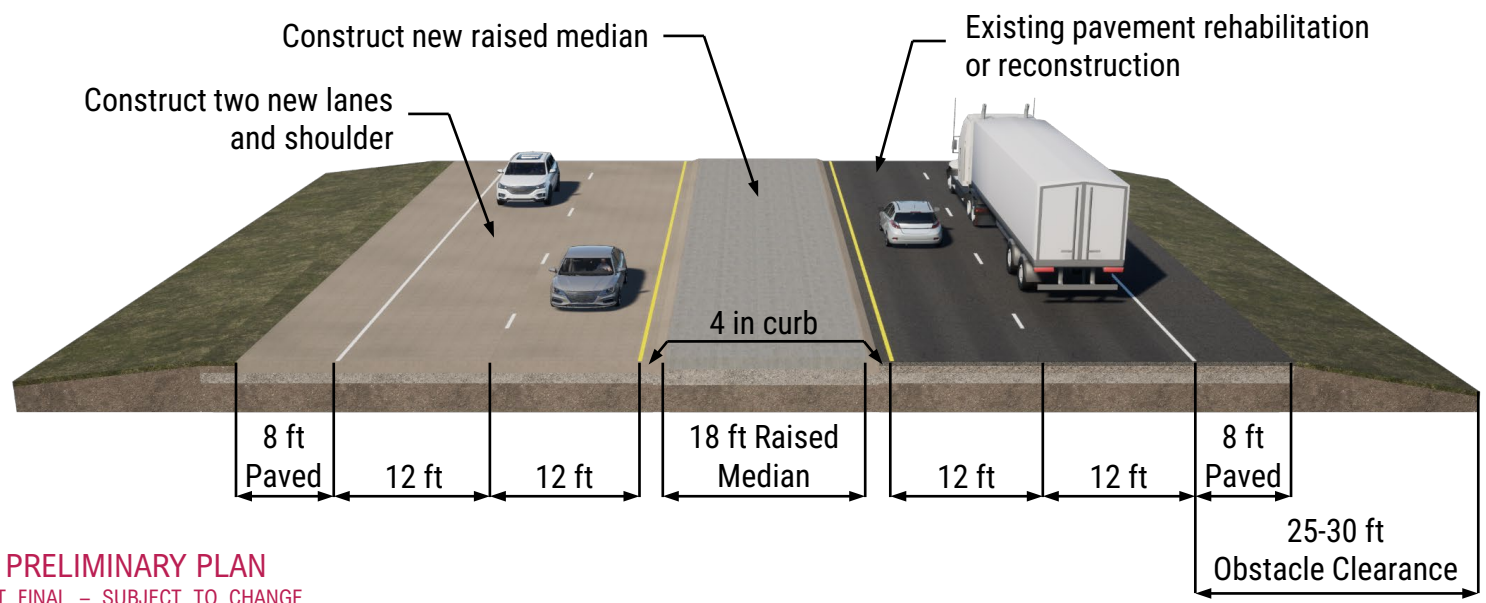 Construct new raised median
Existing pavement rehabilitation
or reconstruction
Construct two new lanes
and shoulder
4 in curb
8 ft
Paved
12 ft
12 ft
18 ft Raised
Median
12 ft
12 ft
8 ft
Paved
25-30 ft
Obstacle Clearance
PRELIMINARY PLAN
FINAL – SUBJECT TO CHANGE